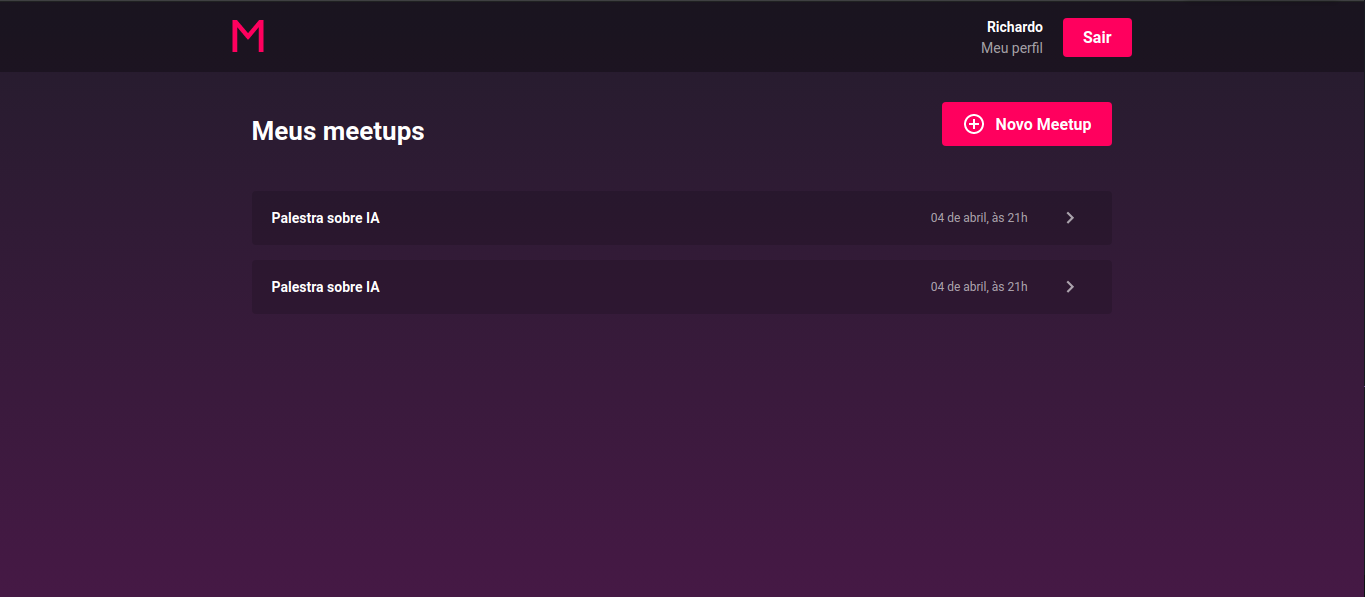 M
Richardo
Meu perfil
Sair
Meus meetups
Novo Meetup
Palestra sobre IA
04 de abril, às 21h
Palestra sobre IA
04 de abril, às 21h